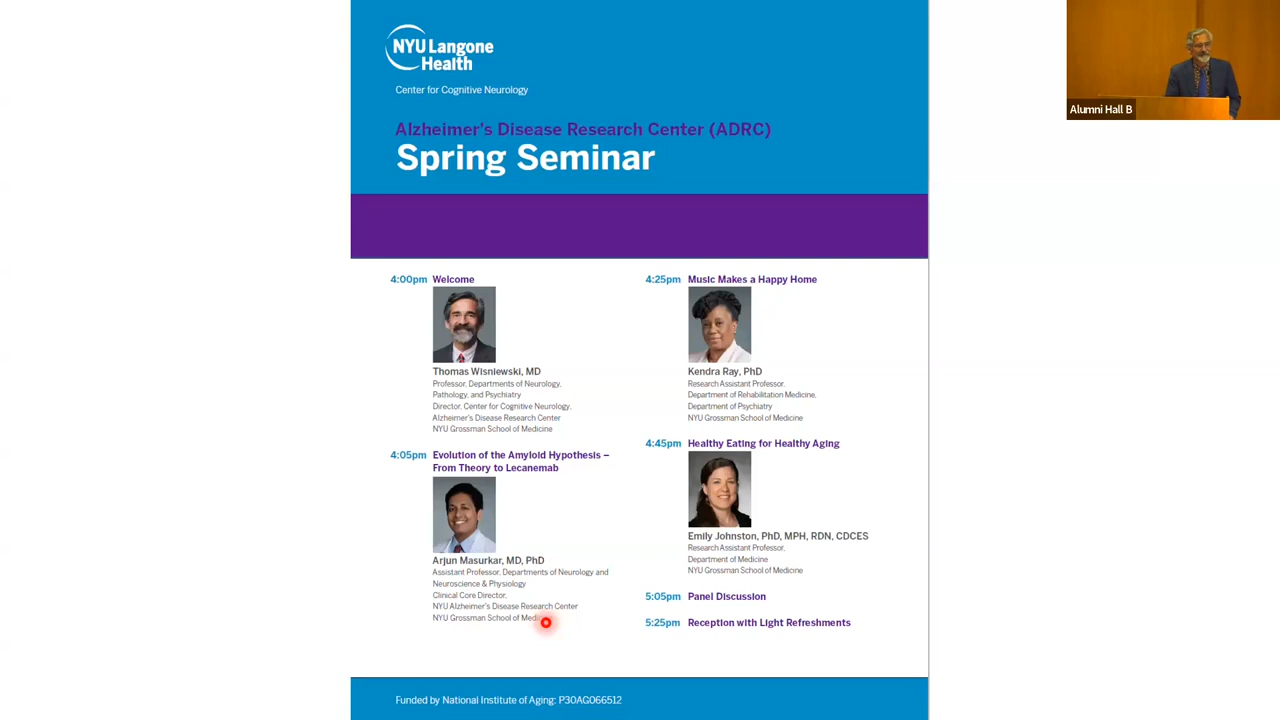 NYU Langone
Health
Center for Cognitive Neurology
Alzheimer's Disease Research Center (ADRC)
Spring Seminar
4:00pm Welcome
Thomas Wisniewski, MD
Professor, Departments of Neurology,
Pathology, and Psychiatry
Director, Center for Cognitive Neurology,
Alzheimer's Disease Research Center
NYU Grossman School of Medicine
4:05pm Evolution of the Amyloid Hypothesis –
From Theory to Lecanemab
Arjun Masurkar, MD, PhD
Assistant Professor, Departments of Neurology and
Neuroscience & Physiology
Clinical Core Director,
NYU Alzheimer's Disease Research Center
NYU Grossman School of Medicine
4:25pm Music Makes a Happy Home
Kendra Ray, PhD
Research Assistant Professor,
Department of Rehabilitation Medicine,
Department of Psychiatry
NYU Grossman School of Medicine
4:45pm Healthy Eating for Healthy Aging
Emily Johnston, PhD, MPH, RDN, CDCES
Research Assistant Professor,
Department of Medicine
NYU Grossman School of Medicine
5:05pm Panel Discussion
5:25pm Reception with Light Refreshments
Funded by National Institute of Aging: P30AG066512
Alumni Hall B